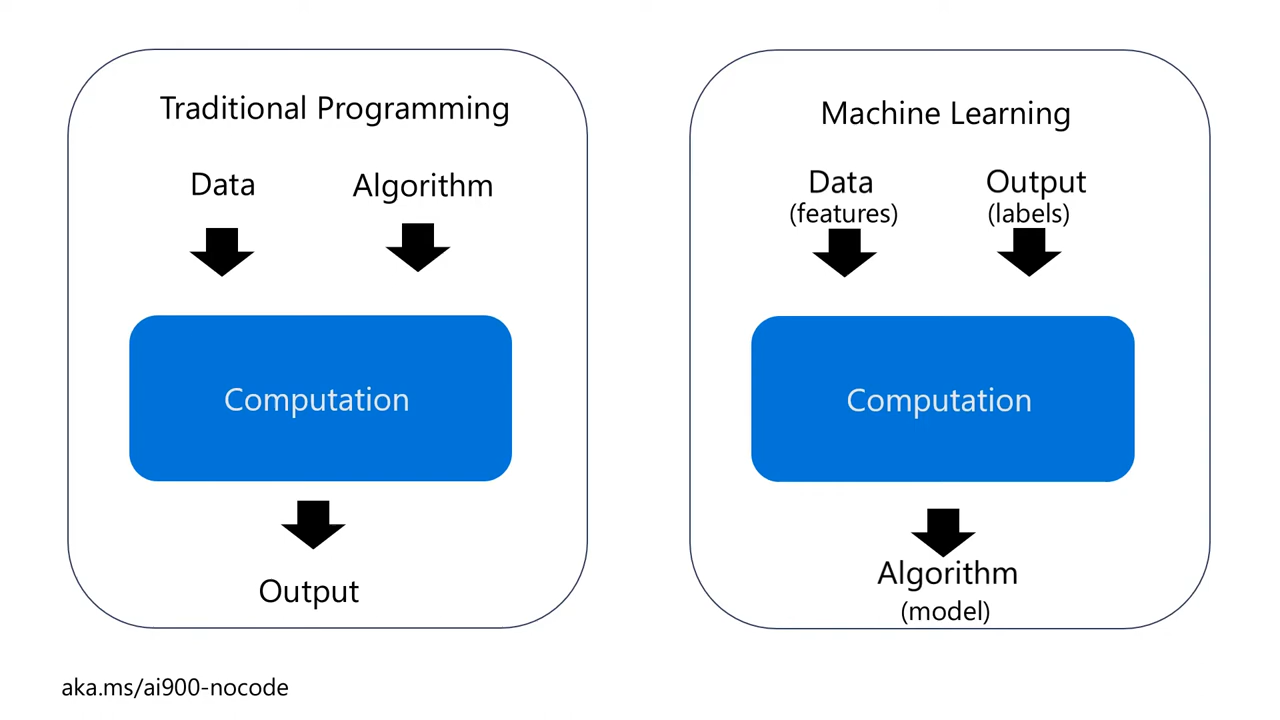 Traditional Programming
Data
Algorithm
Computation
Output
Machine Learning
Data
(features)
Output
(labels)
Computation
Algorithm
(model)
aka.ms/ai900-nocode